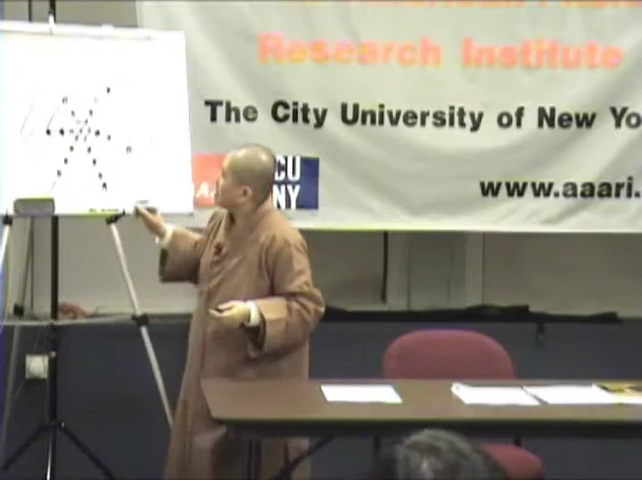 Research Institute
The City University of New Yo
CU
NY
www.aaari.